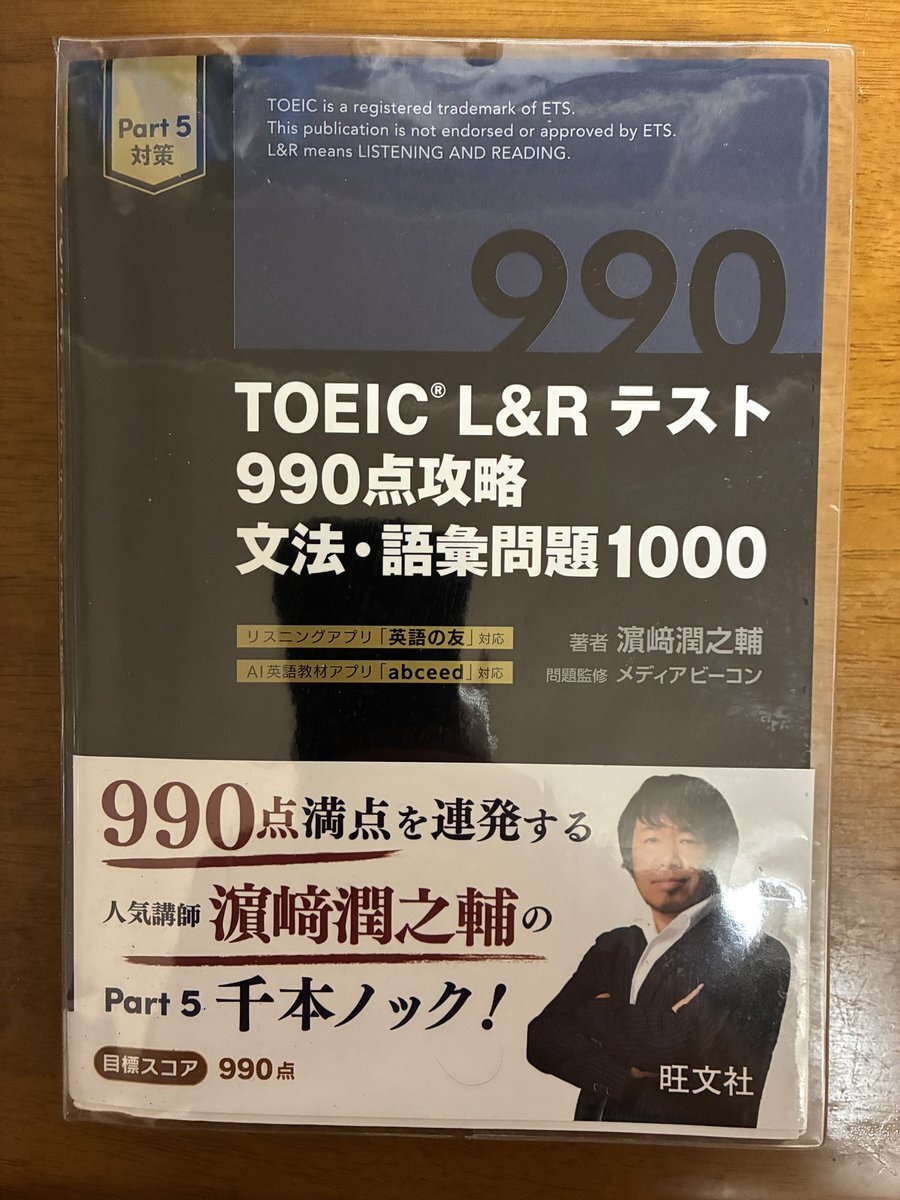 Part 5
対策
TOEIC is a registered trademark of ETS.
This publication is not endorsed or approved by ETS.
L&R means LISTENING AND READING.
990
TOEIC® L&R テスト
990点攻略
文法・語彙問題1000
リスニングアプリ「英語の友」対応
AI英語教材アプリ「abceed」対応
著者 濵﨑潤之輔
問題監修 メディアビーコン
990点満点を連発する
人気講師 濵﨑潤之輔の
Part 5 千本ノック!
目標スコア 990点
旺文社